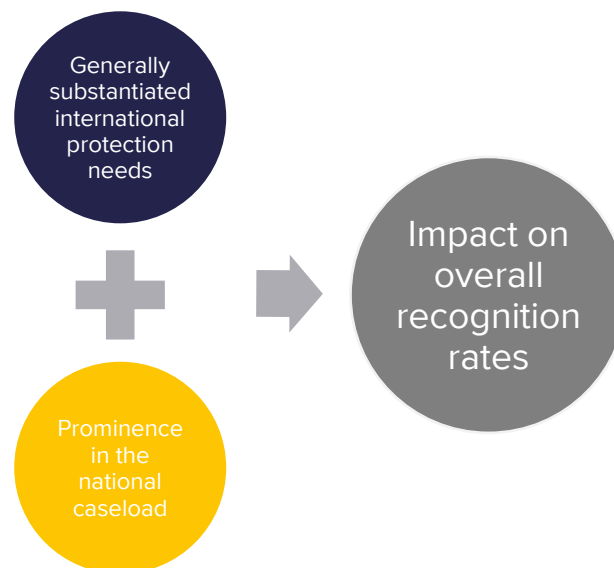 Generally
substantiated
international
protection
needs
Prominence
in the
national
caseload
Impact on
overall
recognition
rates